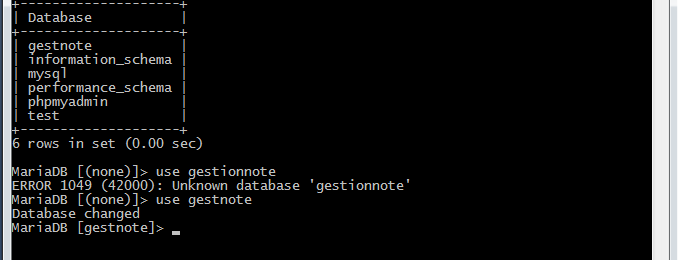 +--------------------+
| Database           |
+--------------------+
| gestnote           |
| information_schema |
| mysql              |
| performance_schema |
| phpmyadmin         |
| test               |
+--------------------+
6 rows in set (0.00 sec)
MariaDB [(none)]> use gestionnote
ERROR 1049 (42000): Unknown database 'gestionnote'
MariaDB [(none)]> use gestnote
Database changed
MariaDB [gestnote]> _